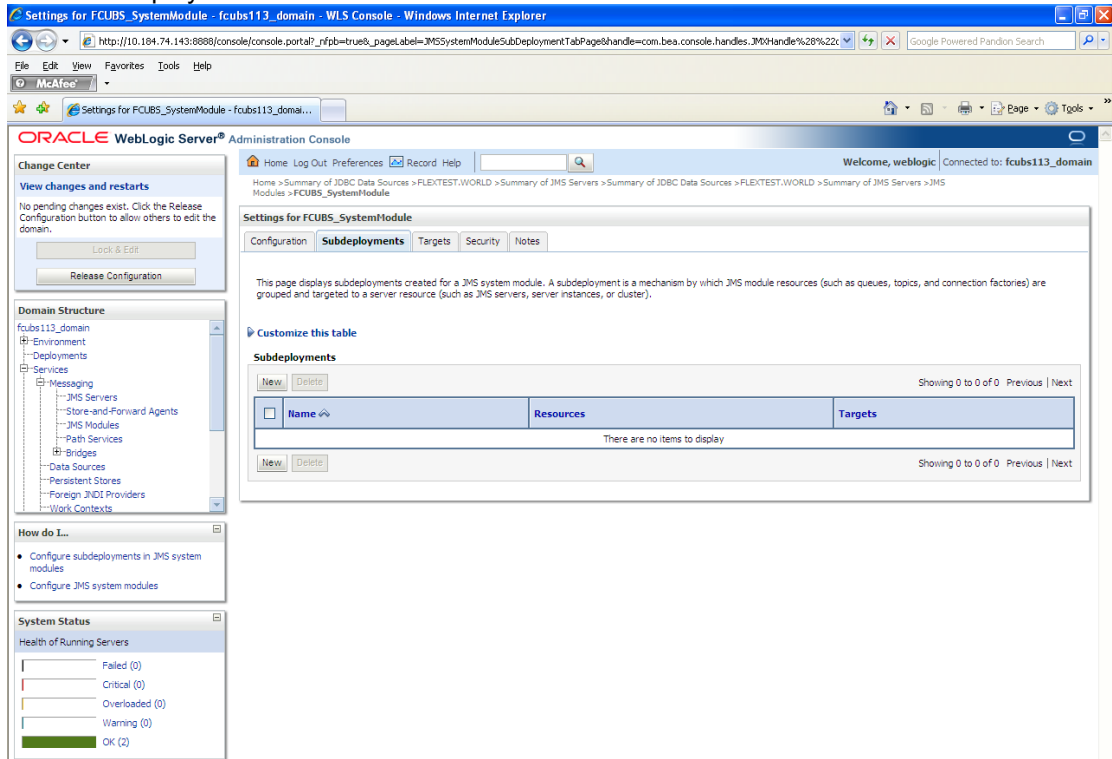 Settings for FCUBS_SystemModule - fcubs113_domain - WLS Console - Windows Internet Explorer
http://10.184.74.143:8888/console/console.portal?_nfpb=true&_pageLabel=JMSSystemModuleSubDeploymentTabPage&handle=com.bea.console.handles.JMXHandle%28%22c
Google Powered Pandion Search
File Edit View Favorites Tools Help
McAfee
Settings for FCUBS_SystemModule - fcubs113_domai...
Page Tools
ORACLE WebLogic Server® Administration Console
Change Center
View changes and restarts
No pending changes exist. Click the Release
Configuration button to allow others to edit the
domain.
Lock & Edit
Release Configuration
Domain Structure
fcubs113_domain
Environment
Deployments
Services
Messaging
JMS Servers
Store-and-Forward Agents
JMS Modules
Path Services
Bridges
Data Sources
Persistent Stores
Foreign JNDI Providers
Work Contexts
How do I...
Configure subdeployments in JMS system
modules
Configure JMS system modules
System Status
Health of Running Servers
Failed (0)
Critical (0)
Overloaded (0)
Warning (0)
OK (2)
Home Log Out Preferences Record Help
Welcome, weblogic Connected to: fcubs113_domain
Home >Summary of JDBC Data Sources >FLEXTEST.WORLD >Summary of JMS Servers >Summary of JDBC Data Sources >FLEXTEST.WORLD >Summary of JMS Servers >JMS
Modules >FCUBS_SystemModule
Settings for FCUBS_SystemModule
Configuration Subdeployments Targets Security Notes
This page displays subdeployments created for a JMS system module. A subdeployment is a mechanism by which JMS module resources (such as queues, topics, and connection factories) are
grouped and targeted to a server resource (such as JMS servers, server instances, or cluster).
Customize this table
Subdeployments
New Delete Showing 0 to 0 of 0 Previous | Next
Name Resources Targets
There are no items to display
New Delete Showing 0 to 0 of 0 Previous | Next